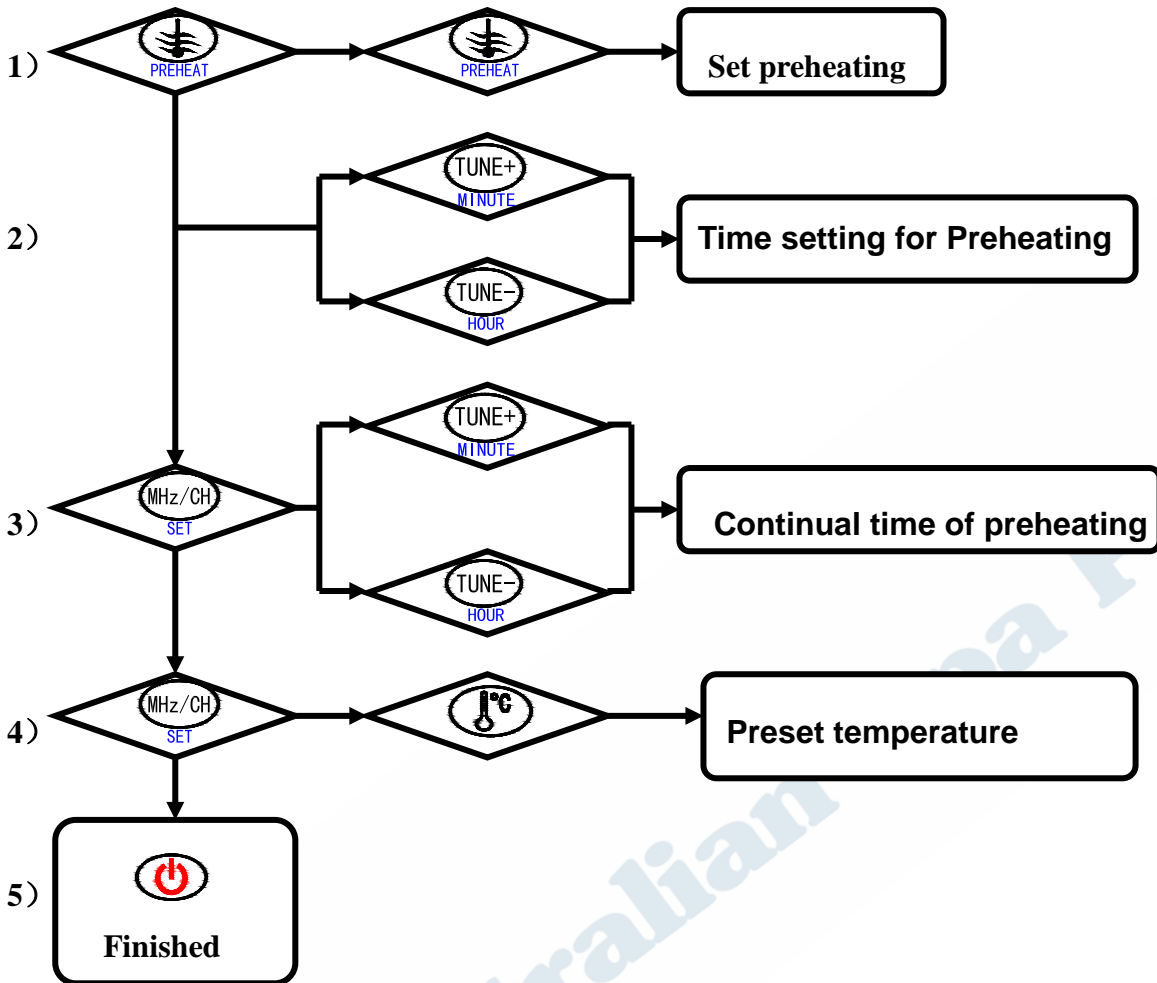 1)
PREHEAT
PREHEAT
Set preheating
2)
TUNE+
MINUTE
TUNE-
HOUR
Time setting for Preheating
3)
MHz/CH
SET
TUNE+
MINUTE
TUNE-
HOUR
Continual time of preheating
4)
MHz/CH
SET
°C
Preset temperature
5)
Finished